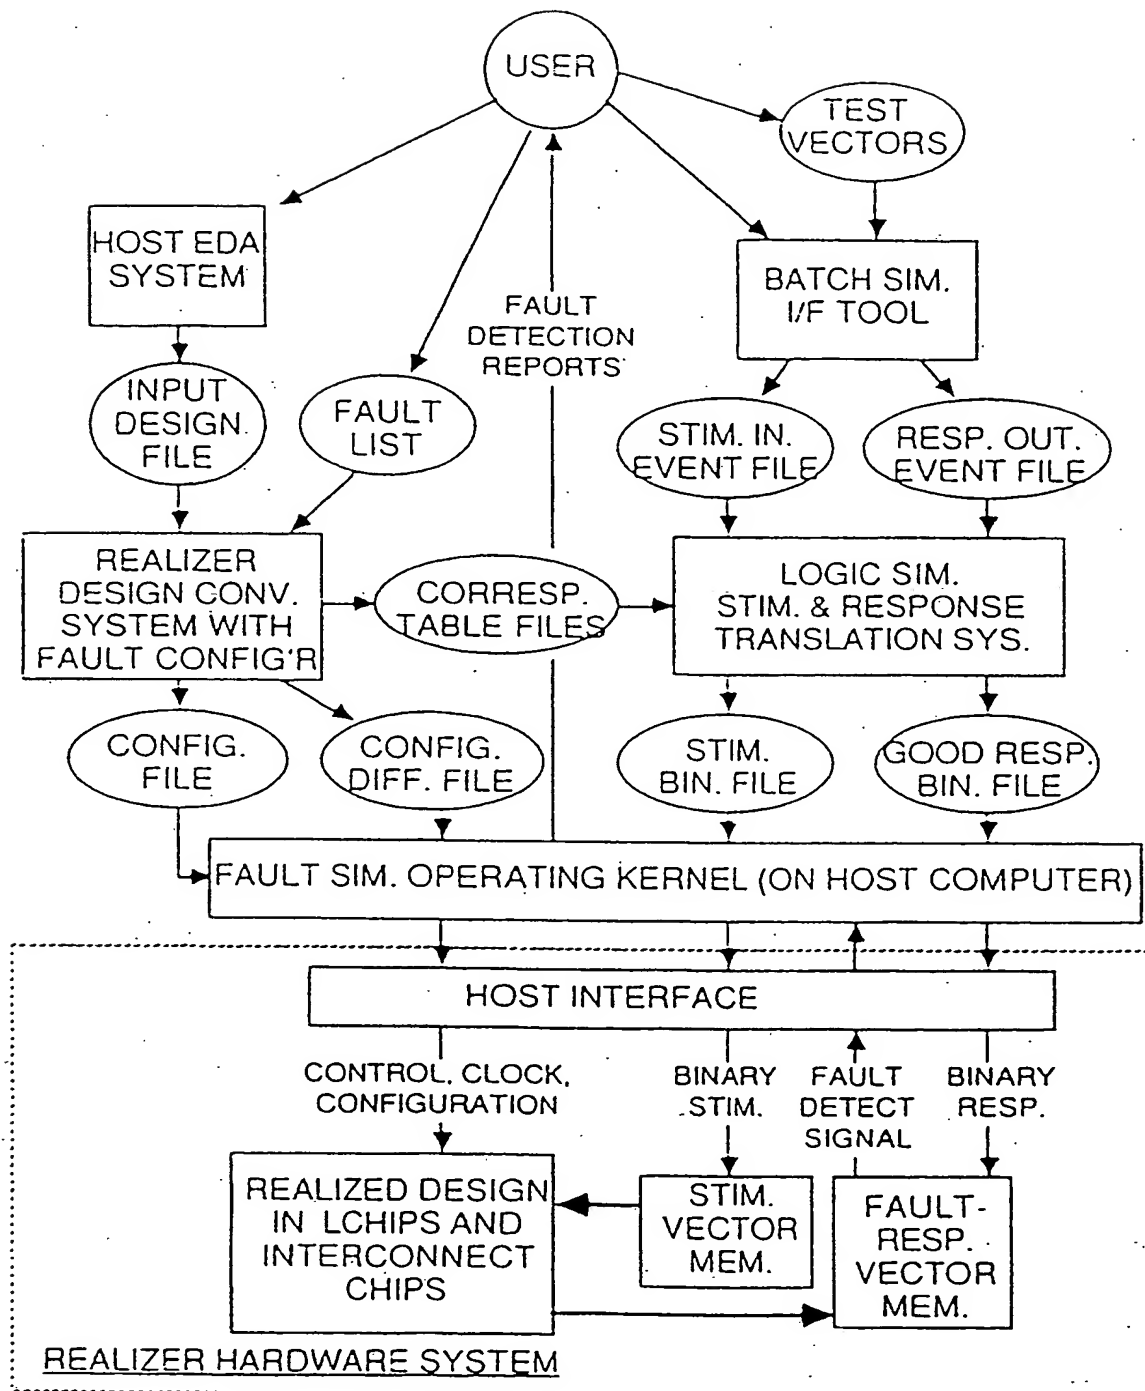 USER
TEST
VECTORS
HOST EDA
SYSTEM
BATCH SIM.
I/F TOOL
FAULT
DETECTION
REPORTS
INPUT
DESIGN
FILE
FAULT
LIST
STIM. IN.
EVENT FILE
RESP. OUT.
EVENT FILE
REALIZER
DESIGN CONV.
SYSTEM WITH
FAULT CONFIG'R
CORRESP.
TABLE FILES
LOGIC SIM.
STIM. & RESPONSE
TRANSLATION SYS.
CONFIG.
FILE
CONFIG.
DIFF. FILE
STIM.
BIN. FILE
GOOD RESP.
BIN. FILE
FAULT SIM. OPERATING KERNEL (ON HOST COMPUTER)
HOST INTERFACE
CONTROL, CLOCK,
CONFIGURATION
BINARY
STIM.
FAULT
DETECT
SIGNAL
BINARY
RESP.
REALIZED DESIGN
IN LCHIPS AND
INTERCONNECT
CHIPS
STIM.
VECTOR
MEM.
FAULT-
RESP.
VECTOR
MEM.
REALIZER HARDWARE SYSTEM